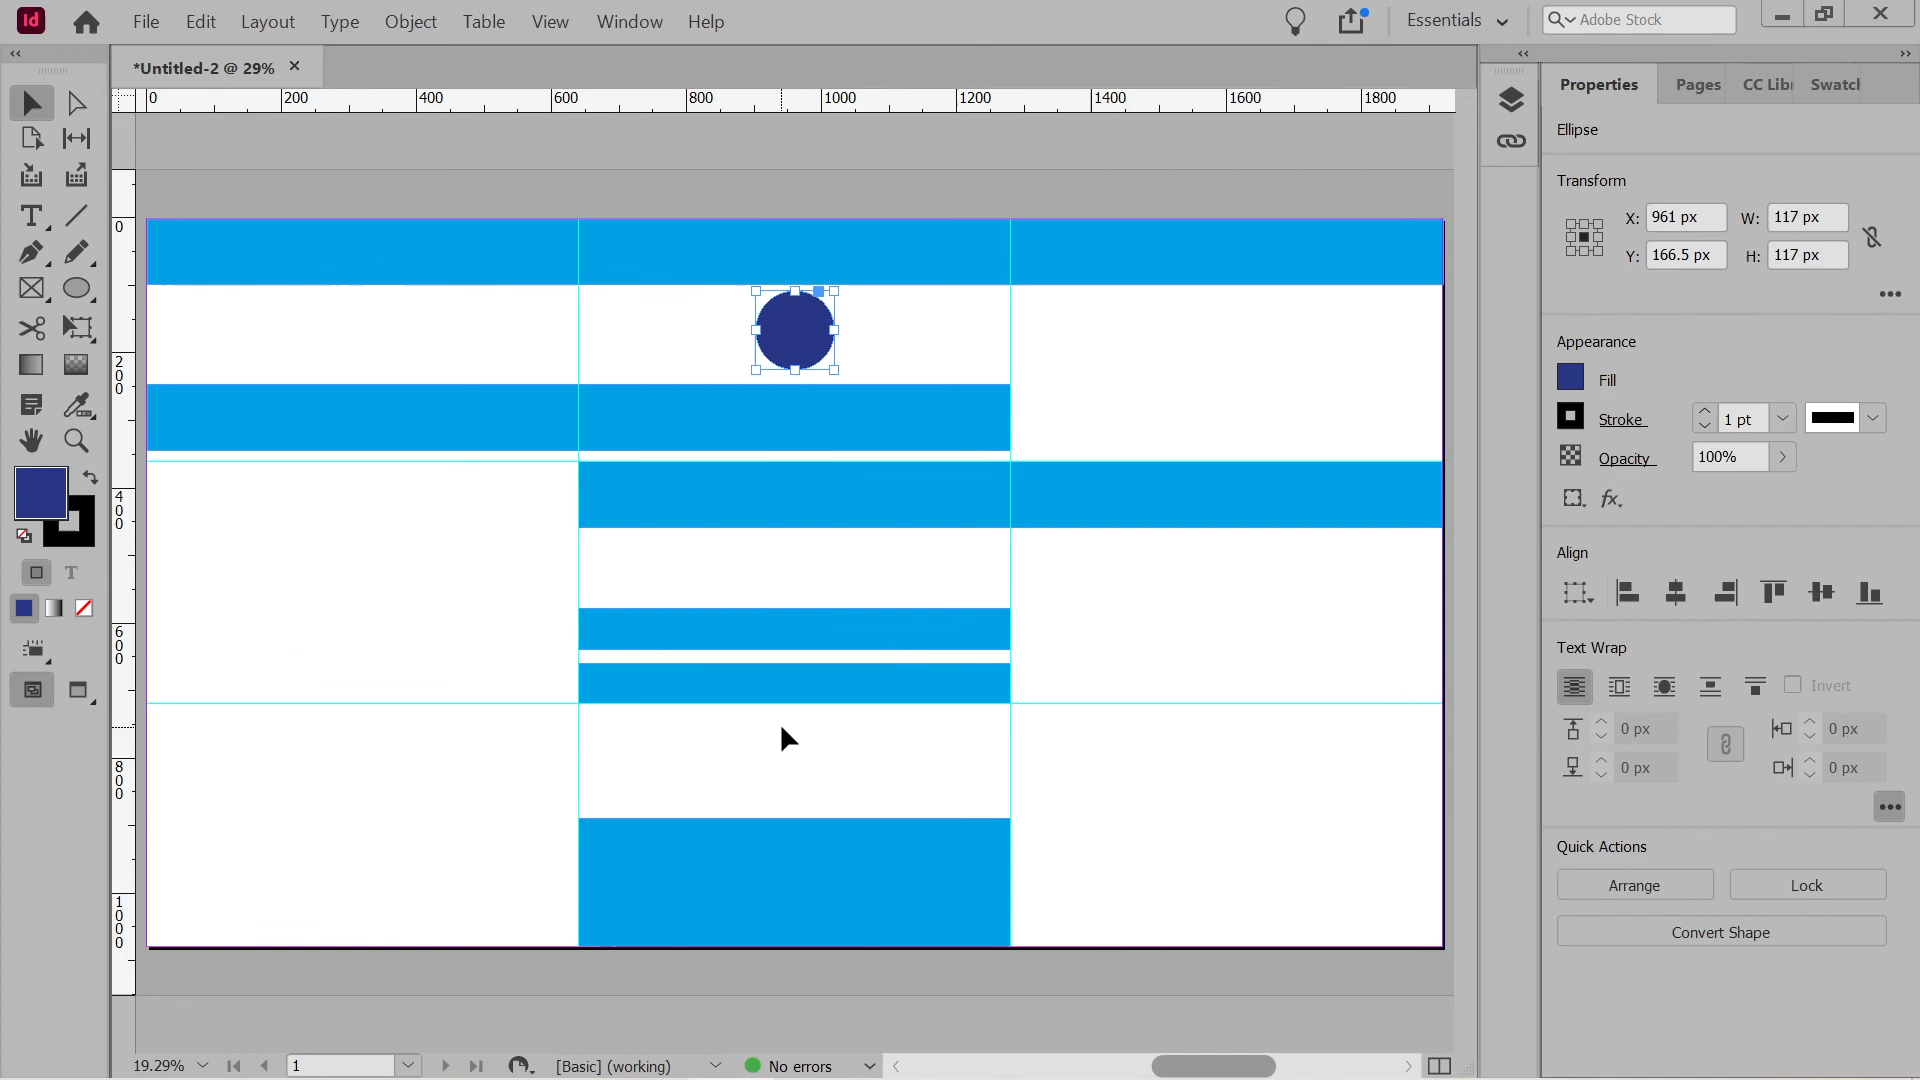 Id File Edit Layout Type Object Table View Window Help Essentials Adobe Stock
*Untitled-2 @ 29%
0 200 400 600 800 1000 1200 1400 1600 1800
Properties Pages CC Libr Swatch
Ellipse
Transform
X: 961 px W: 117 px
Y: 166.5 px H: 117 px
0
200
400
600
800
1000
Appearance
Fill
Stroke 1 pt
Opacity 100%
fx.
Align
Text Wrap
Invert
0 px 0 px
0 px 0 px
Quick Actions
Arrange Lock
Convert Shape
T
T
19.29% 1 [Basic] (working) No errors